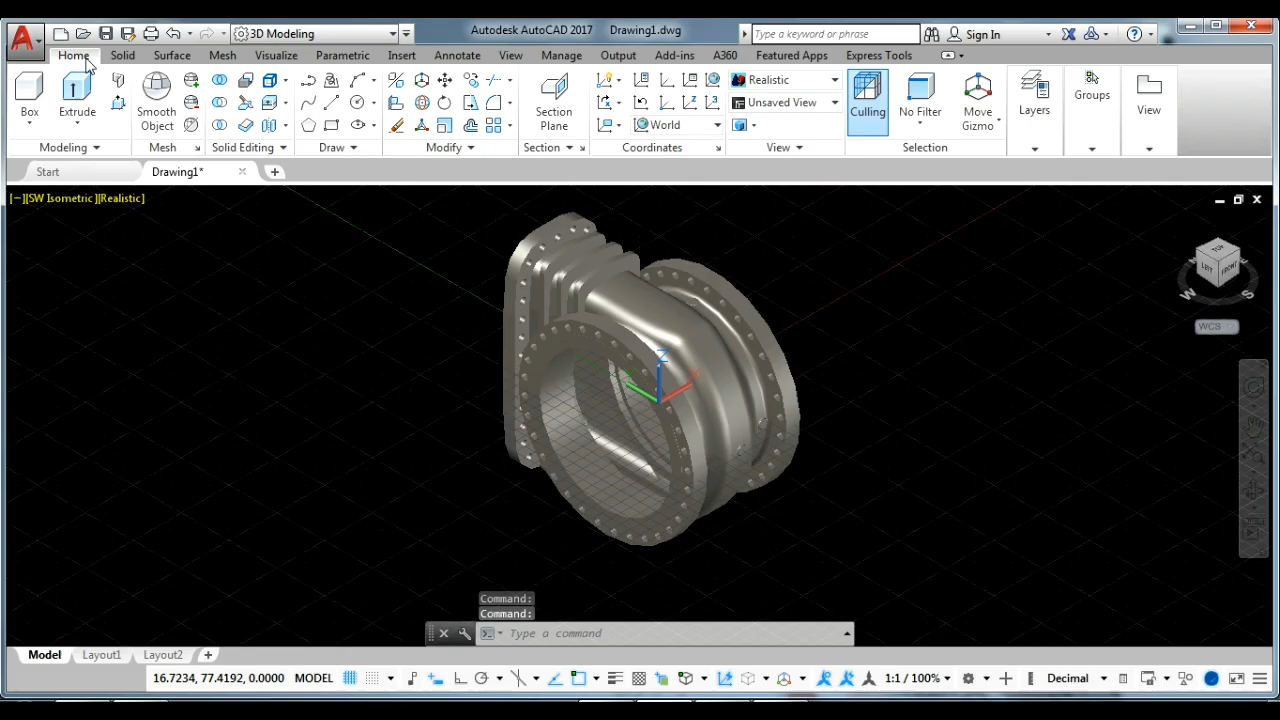 Autodesk AutoCAD 2017 Drawing1.dwg
3D Modeling
Type a keyword or phrase
Sign In
Home Solid Surface Mesh Visualize Parametric Insert Annotate View Manage Output Add-ins A360 Featured Apps Express Tools
Box
Extrude
Smooth
Object
Section
Plane
Realistic
Unsaved View
World
Culling
No Filter
Move
Gizmo
Layers
Groups
View
Modeling Mesh Solid Editing Draw Modify Section Coordinates View Selection
Start Drawing1*
[−][SW Isometric][Realistic]
TOP
LEFT
FRONT
W
S
WCS
Z
X
Command:
Command:
Type a command
Model Layout1 Layout2
16.7234, 77.4192, 0.0000 MODEL 1:1 / 100% Decimal